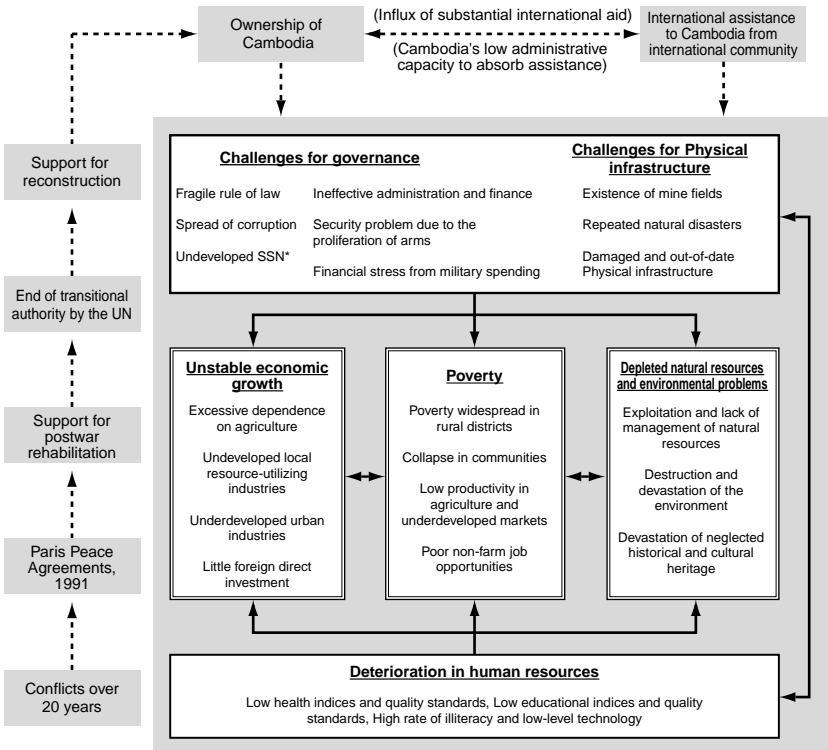 Ownership of
Cambodia
(Influx of substantial international aid)
(Cambodia's low administrative
capacity to absorb assistance)
International assistance
to Cambodia from
international community
Support for
reconstruction
End of transitional
authority by the UN
Support for
postwar
rehabilitation
Paris Peace
Agreements,
1991
Conflicts over
20 years
Challenges for governance
Fragile rule of law
Spread of corruption
Undeveloped SSN*
Ineffective administration and finance
Security problem due to the
proliferation of arms
Financial stress from military spending
Challenges for Physical
infrastructure
Existence of mine fields
Repeated natural disasters
Damaged and out-of-date
Physical infrastructure
Unstable economic
growth
Excessive dependence
on agriculture
Undeveloped local
resource-utilizing
industries
Underdeveloped urban
industries
Little foreign direct
investment
Poverty
Poverty widespread in
rural districts
Collapse in communities
Low productivity in
agriculture and
underdeveloped markets
Poor non-farm job
opportunities
Depleted natural resources
and environmental problems
Exploitation and lack of
management of natural
resources
Destruction and
devastation of the
environment
Devastation of neglected
historical and cultural
heritage
Deterioration in human resources
Low health indices and quality standards, Low educational indices and quality
standards, High rate of illiteracy and low-level technology